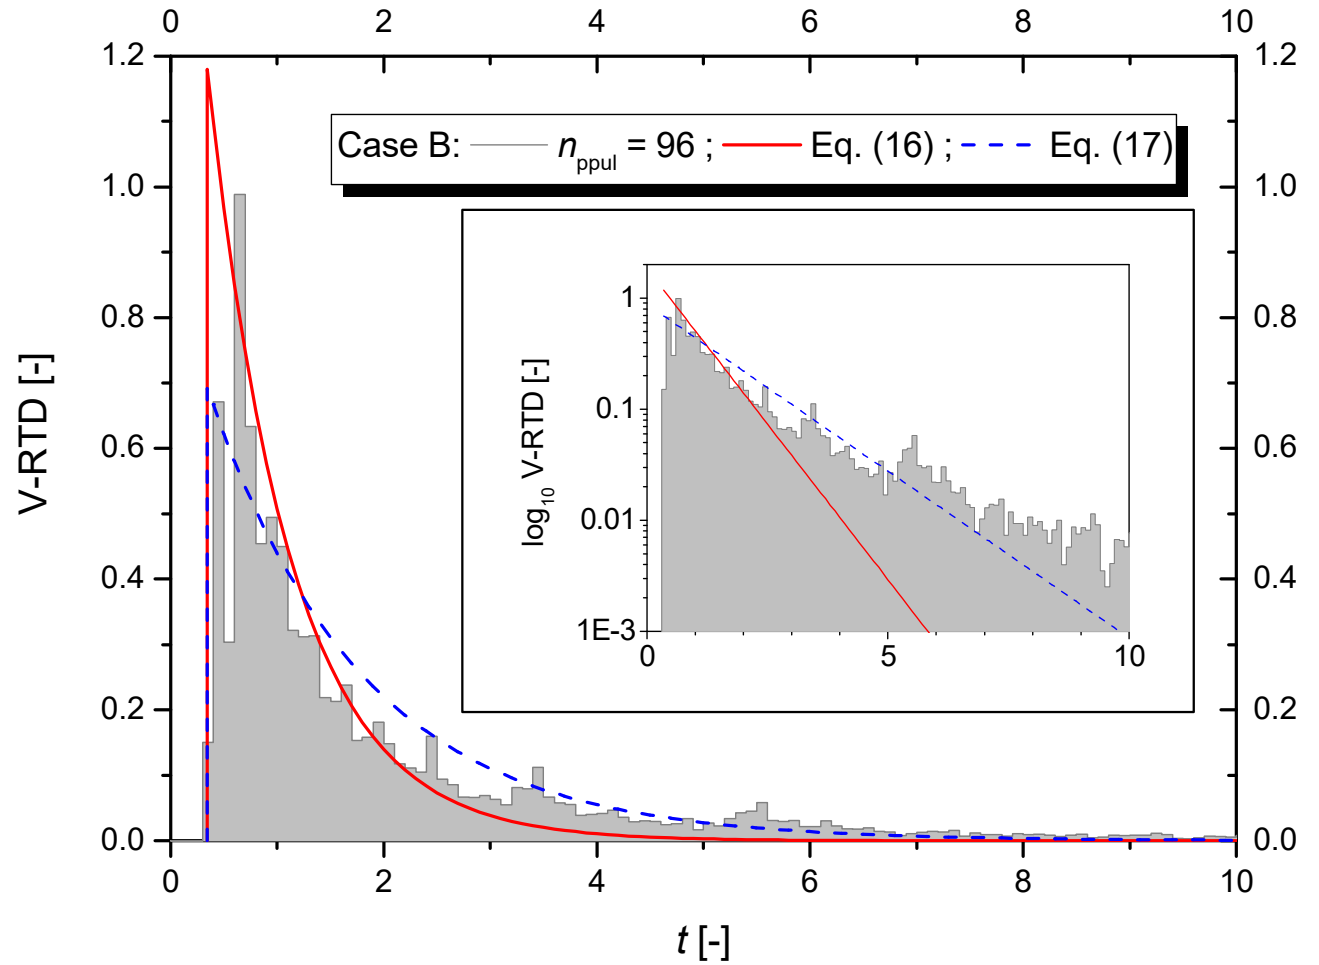 0 2 4 6 8 10
1.2 1.2
Case B: n_ppul = 96 ; Eq. (16) ; Eq. (17)
1.0 1.0
0.8 0.8
0.6 0.6
0.4 0.4
0.2 0.2
0.0 0.0
0 2 4 6 8 10
V-RTD [-]
t [-]
1
0.1
0.01
1E-3
0 5 10
log₁₀ V-RTD [-]